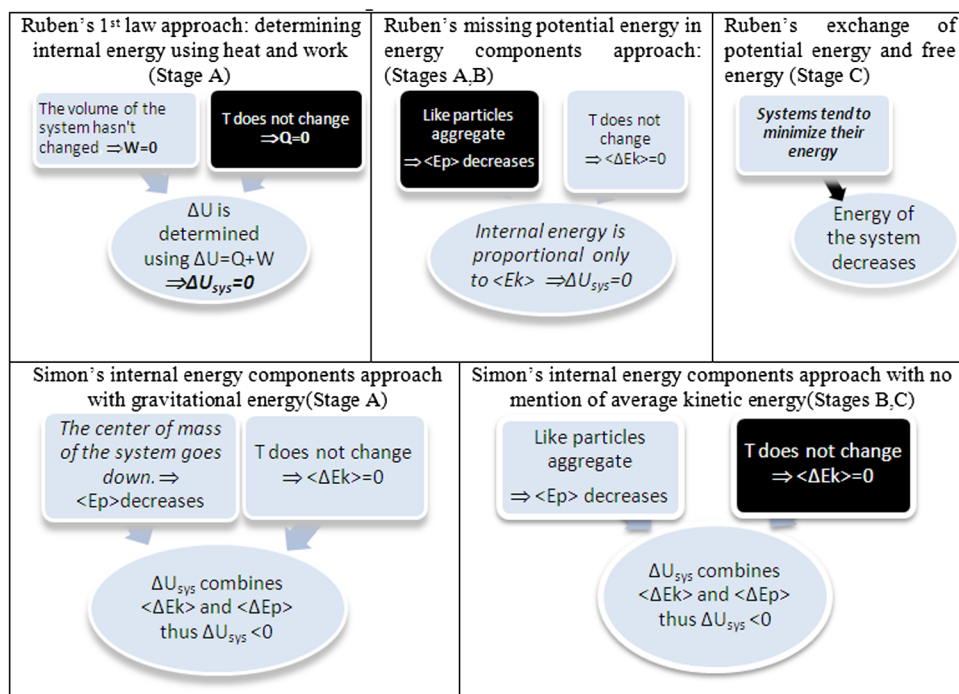 Ruben's 1st law approach: determining
internal energy using heat and work
(Stage A)
The volume of the
system hasn't
changed ⇒W=0
T does not change
⇒Q=0
ΔU is
determined
using ΔU=Q+W
⇒ΔUsys=0
Ruben's missing potential energy in
energy components approach:
(Stages A,B)
Like particles
aggregate
⇒ <Ep> decreases
T does not
change
⇒ <ΔEk>=0
Internal energy is
proportional only
to <Ek> ⇒ΔUsys=0
Ruben's exchange of
potential energy and free
energy (Stage C)
Systems tend to
minimize their
energy
Energy of
the system
decreases
Simon's internal energy components approach
with gravitational energy(Stage A)
The center of mass
of the system goes
down. ⇒
<Ep>decreases
T does not change
⇒ <ΔEk>=0
ΔUsys combines
<ΔEk> and <ΔEp>
thus ΔUsys <0
Simon's internal energy components approach with no
mention of average kinetic energy(Stages B,C)
Like particles
aggregate
⇒ <Ep> decreases
T does not change
⇒ <ΔEk>=0
ΔUsys combines
<ΔEk> and <ΔEp>
thus ΔUsys <0